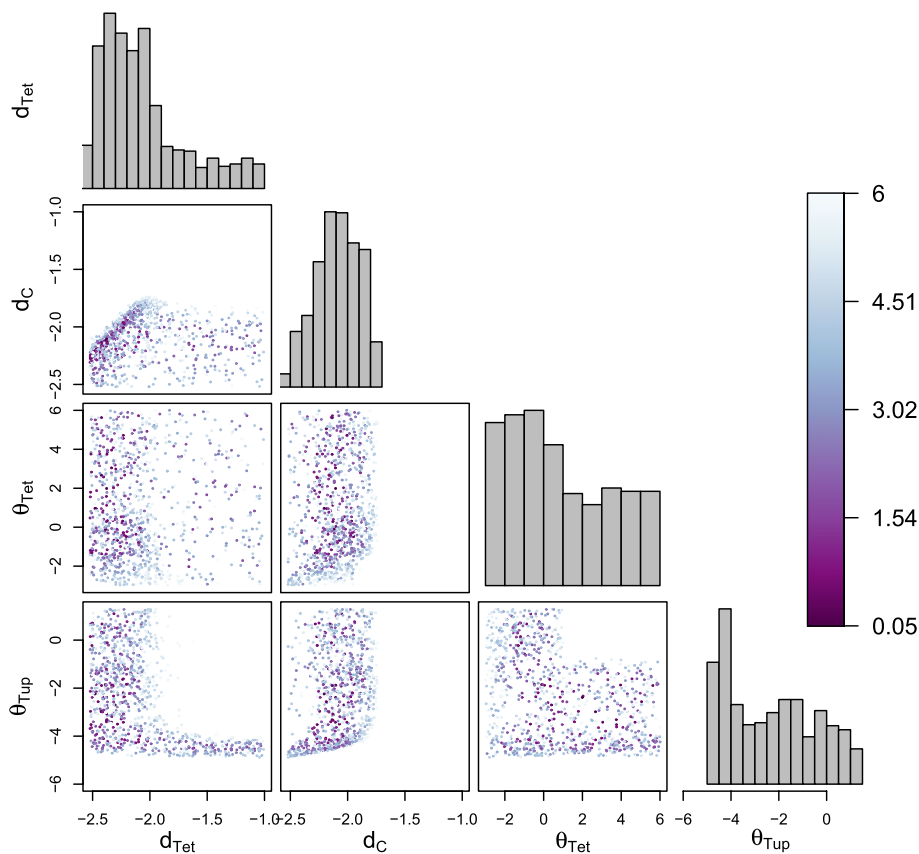 d_Tet
−1.0 −1.5 −2.0 −2.5
d_C
6 4 2 0 −2
θ_Tet
0 −2 −4 −6
θ_Tup
−2.5 −2.0 −1.5 −1.0
d_Tet
−2.5 −2.0 −1.5 −1.0
d_C
−2 0 2 4 6
θ_Tet
−6 −4 −2 0
θ_Tup
6
4.51
3.02
1.54
0.05